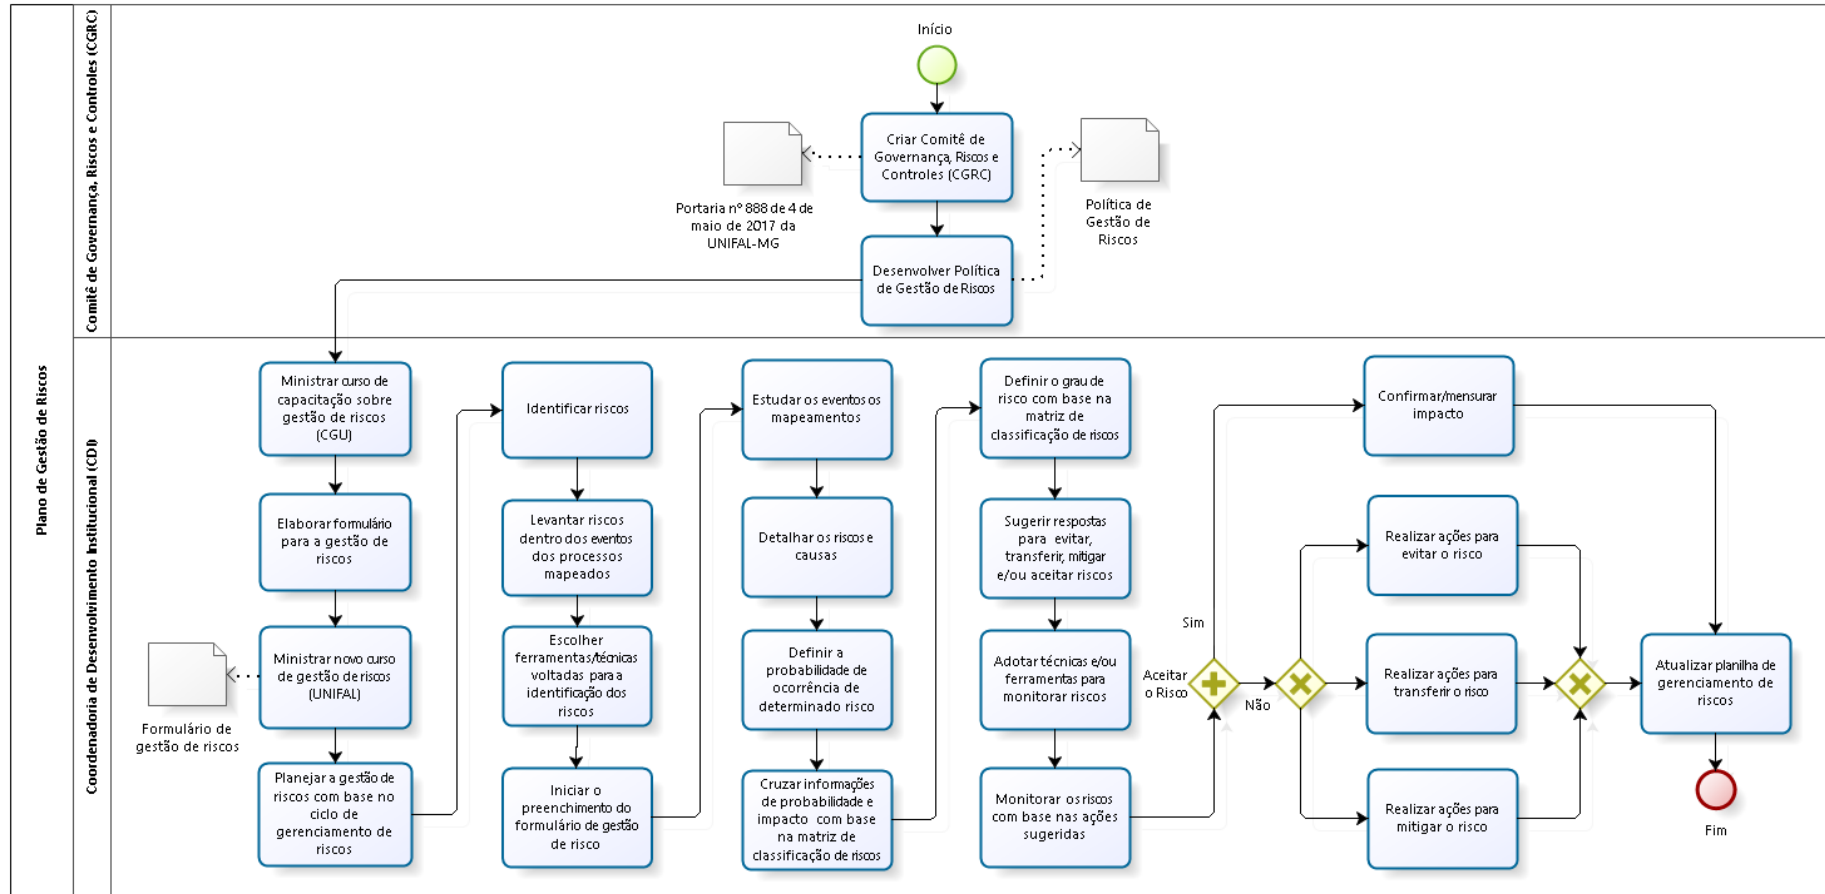 Plano de Gestão de Riscos
Comitê de Governança, Riscos e Controles (CGRC)
Início
Criar Comitê de
Governança, Riscos e
Controles (CGRC)
Portaria nº 888 de 4 de
maio de 2017 da
UNIFAL-MG
Política de
Gestão de
Riscos
Desenvolver Política
de Gestão de Riscos
Coordenadoria de Desenvolvimento Institucional (CDI)
Ministrar curso de
capacitação sobre
gestão de riscos
(CGU)
Elaborar formulário
para a gestão de
riscos
Ministrar novo curso
de gestão de riscos
(UNIFAL)
Formulário de
gestão de riscos
Planejar a gestão de
riscos com base no
ciclo de
gerenciamento de
riscos
Identificar riscos
Levantar riscos
dentro dos eventos
dos processos
mapeados
Escolher
ferramentas/técnicas
voltadas para a
identificação dos
riscos
Iniciar o
preenchimento do
formulário de gestão
de risco
Estudar os eventos os
mapeamentos
Detalhar os riscos e
causas
Definir a
probabilidade de
ocorrência de
determinado risco
Cruzar informações
de probabilidade e
impacto com base
na matriz de
classificação de riscos
Definir o grau de
risco com base na
matriz de
classificação de riscos
Sugerir respostas
para evitar,
transferir, mitigar
e/ou aceitar riscos
Adotar técnicas e/ou
ferramentas para
monitorar riscos
Monitorar os riscos
com base nas ações
sugeridas
Aceitar
o Risco
Sim
Não
Confirmar/mensurar
impacto
Realizar ações para
evitar o risco
Realizar ações para
transferir o risco
Realizar ações para
mitigar o risco
Atualizar planilha de
gerenciamento de
riscos
Fim